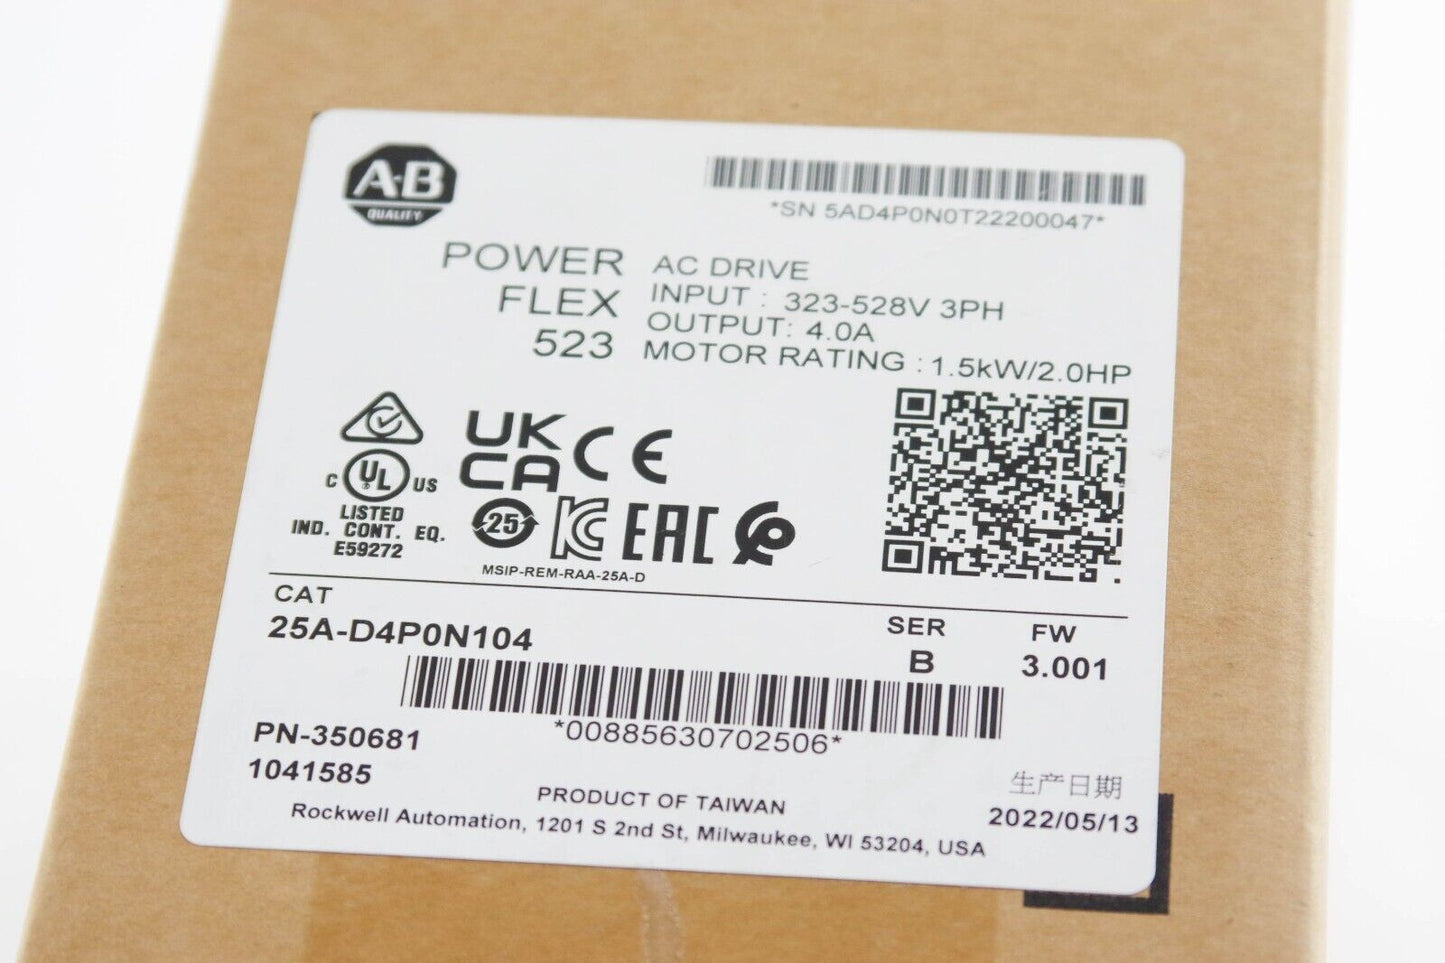 A-B
QUALITY
*SN 5AD4P0N0T22200047*
POWER
FLEX
523
AC DRIVE
INPUT : 323-528V 3PH
OUTPUT: 4.0A
MOTOR RATING : 1.5kW/2.0HP
C UL US
®
LISTED
IND. CONT. EQ.
E59272
UK
CA
CE
25
KC
EAC
MSIP-REM-RAA-25A-D
CAT
25A-D4P0N104
SER
B
FW
3.001
*00885630702506*
PN-350681
1041585
生产日期
2022/05/13
PRODUCT OF TAIWAN
Rockwell Automation, 1201 S 2nd St, Milwaukee, WI 53204, USA